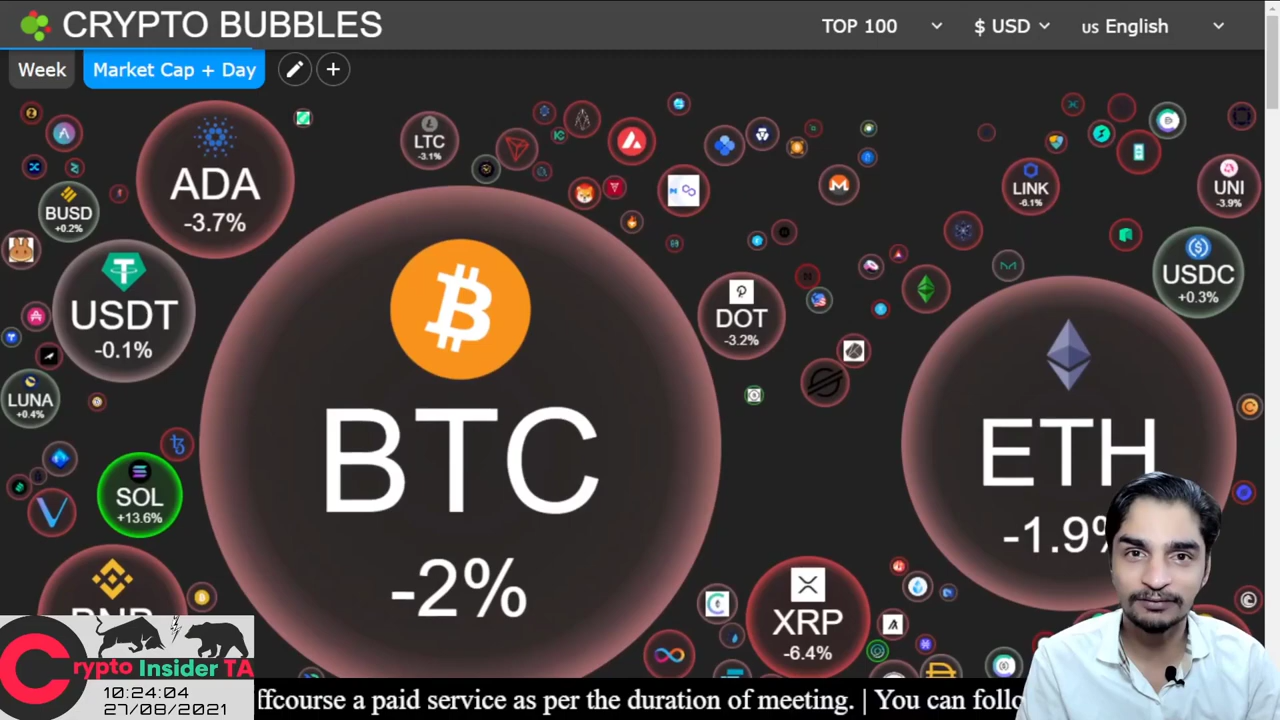 CRYPTO BUBBLES
TOP 100
$ USD
us English
Week
Market Cap + Day
ADA
-3.7%
LTC
-3.1%
BUSD
+0.2%
LINK
-6.1%
UNI
-3.9%
USDT
-0.1%
USDC
+0.3%
DOT
-3.2%
LUNA
+0.4%
BTC
-2%
ETH
-1.9%
SOL
+13.6%
BNB
XRP
-6.4%
Crypto Insider TA
10:24:04
27/08/2021
ffcourse a paid service as per the duration of meeting. | You can follo